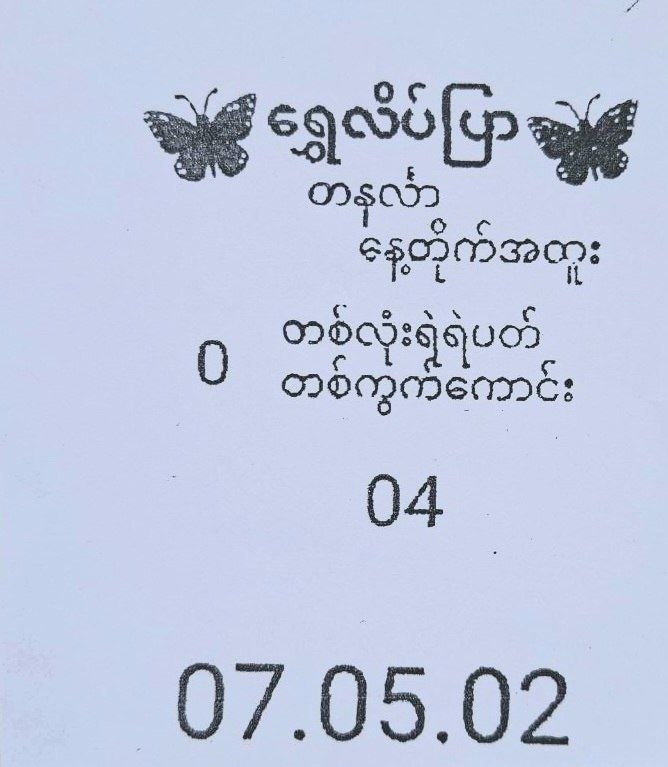 ရွှေလိပ်ပြာ
တနင်္လာ
နေ့တိုက်အထူး
0 တစ်လုံးရဲရဲပတ်
တစ်ကွက်ကောင်း
04
07.05.02